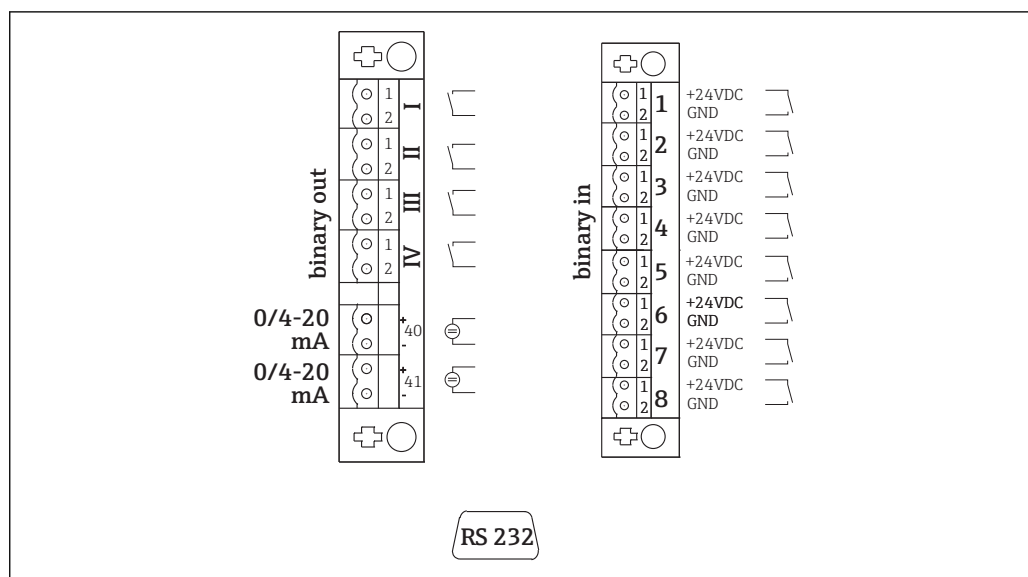 binary out
1
2
I
1
2
II
1
2
III
1
2
IV
0/4-20
mA
+
40
-
0/4-20
mA
+
41
-
binary in
1
2
1
+24VDC
GND
1
2
2
+24VDC
GND
1
2
3
+24VDC
GND
1
2
4
+24VDC
GND
1
2
5
+24VDC
GND
1
2
6
+24VDC
GND
1
2
7
+24VDC
GND
1
2
8
+24VDC
GND
RS 232